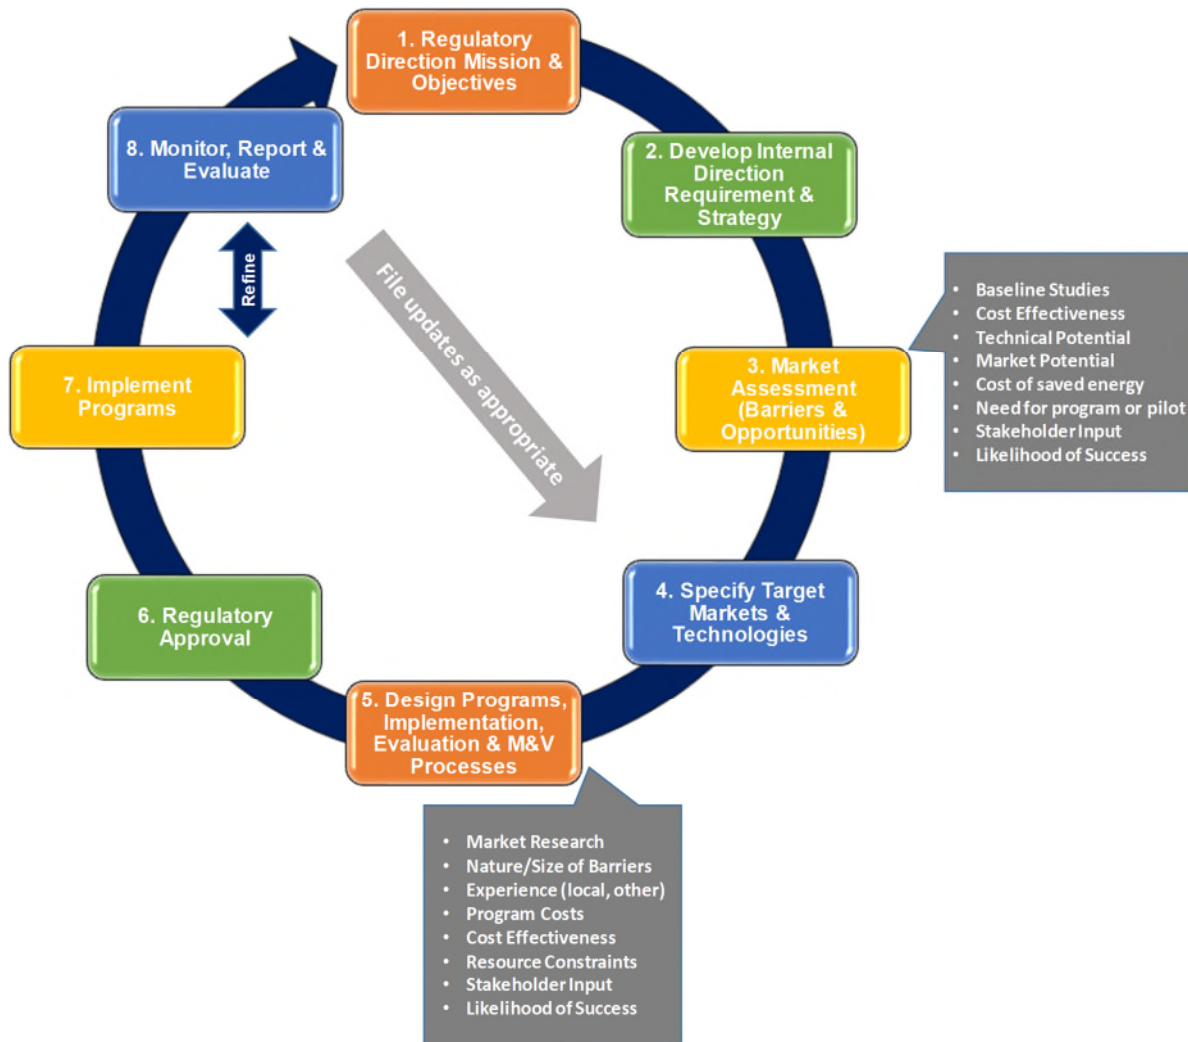 1. Regulatory
Direction Mission &
Objectives
2. Develop Internal
Direction
Requirement &
Strategy
• Baseline Studies
• Cost Effectiveness
• Technical Potential
• Market Potential
• Cost of saved energy
• Need for program or pilot
• Stakeholder Input
• Likelihood of Success
3. Market
Assessment
(Barriers &
Opportunities)
4. Specify Target
Markets &
Technologies
5. Design Programs,
Implementation,
Evaluation & M&V
Processes
• Market Research
• Nature/Size of Barriers
• Experience (local, other)
• Program Costs
• Cost Effectiveness
• Resource Constraints
• Stakeholder Input
• Likelihood of Success
6. Regulatory
Approval
7. Implement
Programs
Refine
8. Monitor, Report &
Evaluate
File updates as appropriate